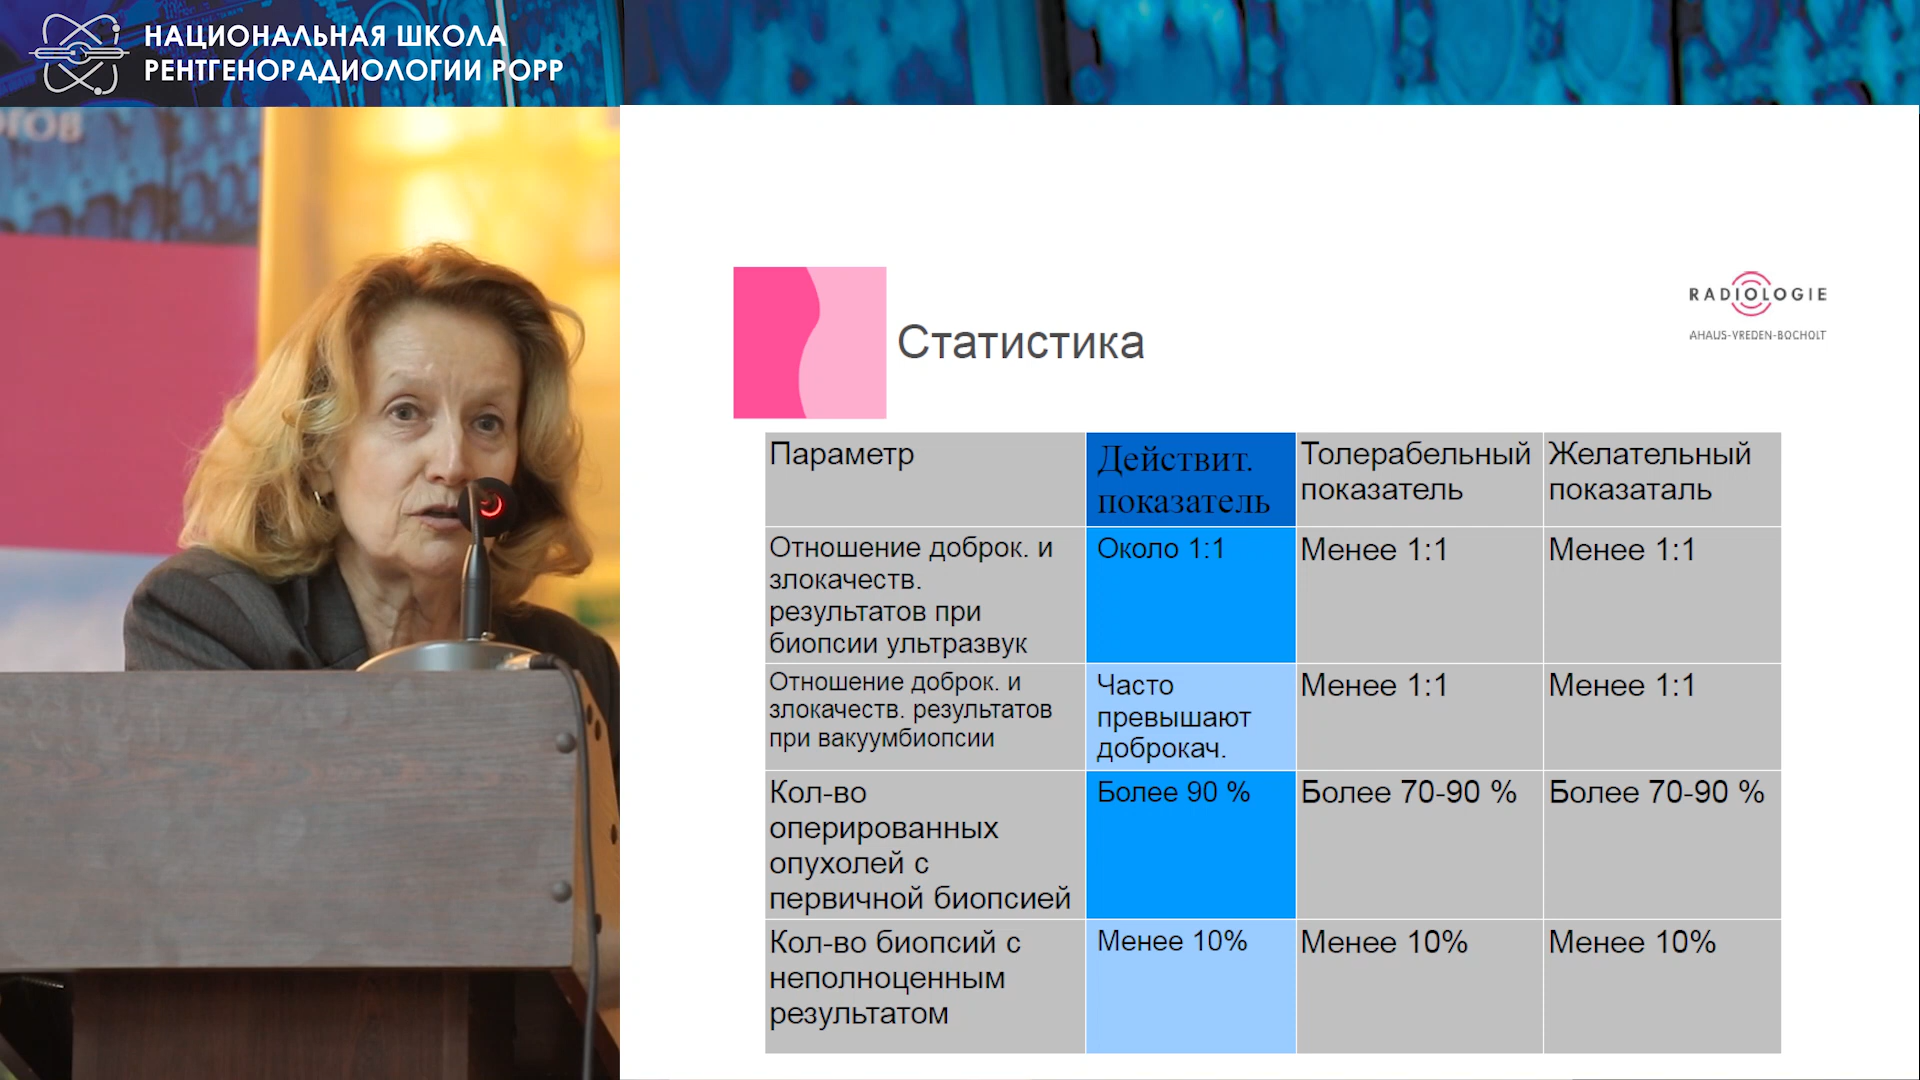 НАЦИОНАЛЬНАЯ ШКОЛА
РЕНТГЕНОРАДИОЛОГИИ РОРР
RADIOLOGIE
AHAUS-VREDEN-BOCHOLT
Статистика
Параметр
Действит.
показатель
Толерабельный
показатель
Желательный
показаталь
Отношение доброк. и
злокачеств.
результатов при
биопсии ультразвук
Около 1:1
Менее 1:1
Менее 1:1
Отношение доброк. и
злокачеств. результатов
при вакуумбиопсии
Часто
превышают
доброкач.
Менее 1:1
Менее 1:1
Кол-во
оперированных
опухолей с
первичной биопсией
Более 90 %
Более 70-90 %
Более 70-90 %
Кол-во биопсий с
неполноценным
результатом
Менее 10%
Менее 10%
Менее 10%